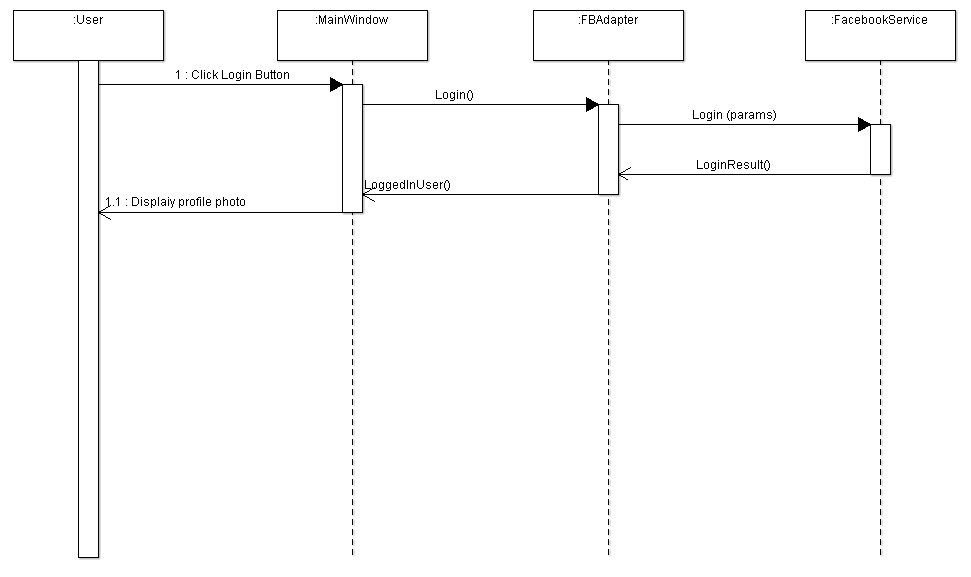 :User
:MainWindow
:FBAdapter
:FacebookService
1 : Click Login Button
Login()
Login (params)
LoginResult()
LoggedInUser()
1.1 : Displaiy profile photo